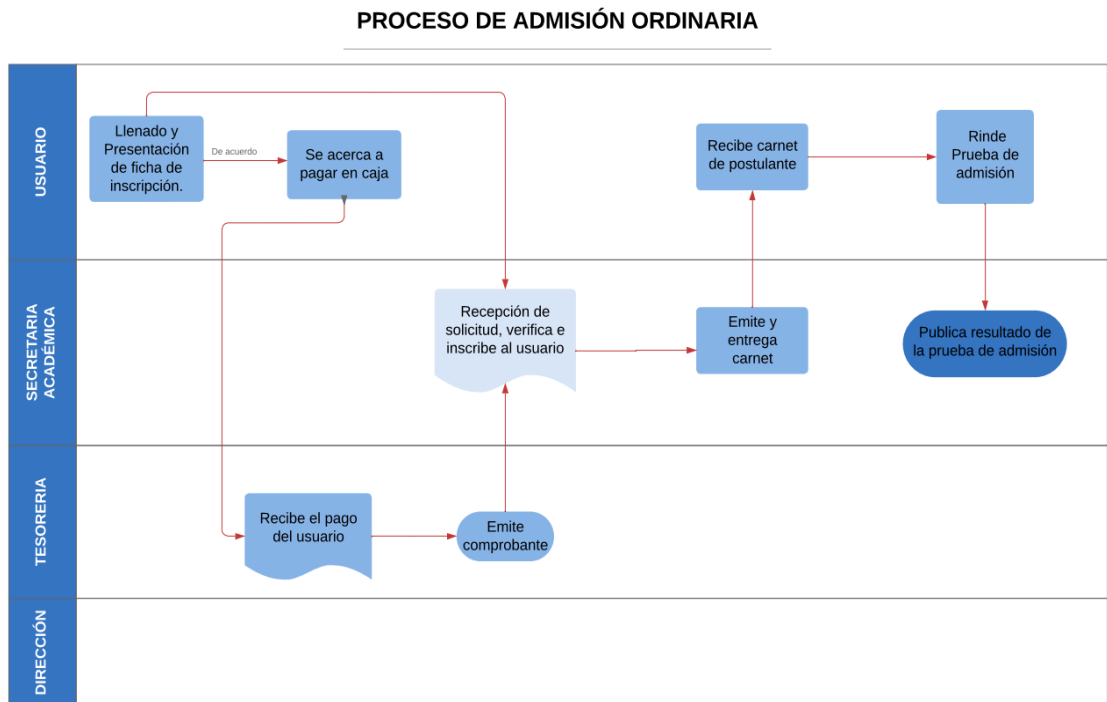 PROCESO DE ADMISIÓN ORDINARIA
USUARIO
Llenado y
Presentación
de ficha de
inscripción.
De acuerdo
Se acerca a
pagar en caja
Recibe carnet
de postulante
Rinde
Prueba de
admisión
SECRETARIA
ACADÉMICA
Recepción de
solicitud, verifica e
inscribe al usuario
Emite y
entrega
carnet
Publica resultado de
la prueba de admisión
TESORERIA
Recibe el pago
del usuario
Emite
comprobante
DIRECCIÓN